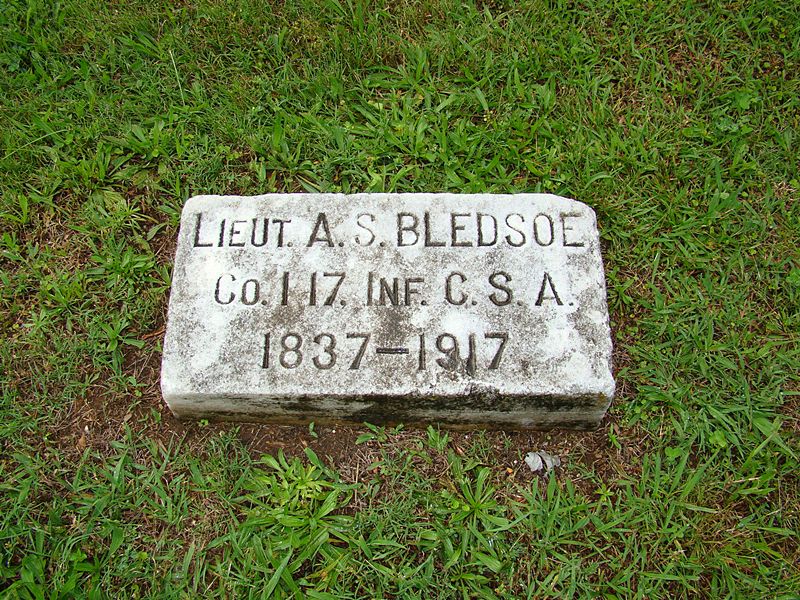 LIEUT. A. S. BLEDSOE
CO. I 17. INF. C. S. A.
1837–1917